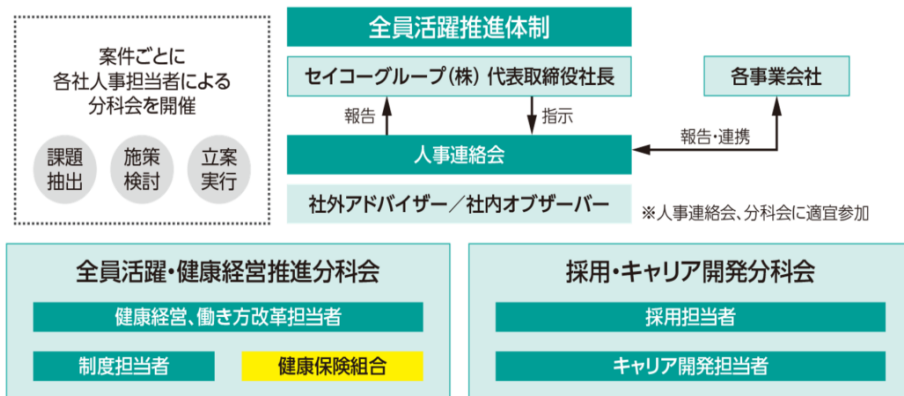 全員活躍推進体制
案件ごとに
各社人事担当者による
分科会を開催
課題
抽出
施策
検討
立案
実行
セイコーグループ(株) 代表取締役社長
各事業会社
報告
指示
人事連絡会
報告・連携
社外アドバイザー／社内オブザーバー
※人事連絡会、分科会に適宜参加
全員活躍・健康経営推進分科会
健康経営、働き方改革担当者
制度担当者
健康保険組合
採用・キャリア開発分科会
採用担当者
キャリア開発担当者